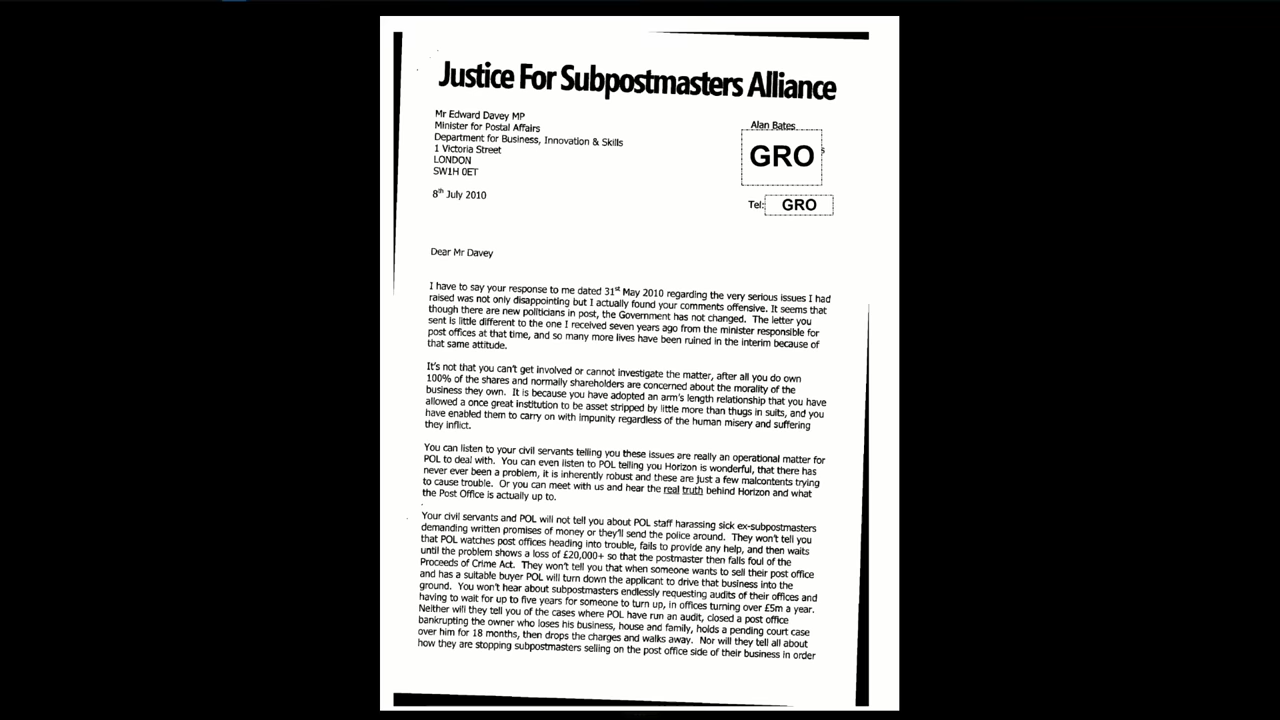 Justice For Subpostmasters Alliance
Mr Edward Davey MP
Minister for Postal Affairs
Department for Business, Innovation & Skills
1 Victoria Street
LONDON
SW1H 0ET
8th July 2010
Alan Bates
GRO
s
Tel: GRO
Dear Mr Davey
I have to say your response to me dated 31st May 2010 regarding the very serious issues I had
raised was not only disappointing but I actually found your comments offensive. It seems that
though there are new politicians in post, the Government has not changed. The letter you
sent is little different to the one I received seven years ago from the minister responsible for
post offices at that time, and so many more lives have been ruined in the interim because of
that same attitude.
It's not that you can't get involved or cannot investigate the matter, after all you do own
100% of the shares and normally shareholders are concerned about the morality of the
business they own. It is because you have adopted an arm's length relationship that you have
allowed a once great institution to be asset stripped by little more than thugs in suits, and you
have enabled them to carry on with impunity regardless of the human misery and suffering
they inflict.
You can listen to your civil servants telling you these issues are really an operational matter for
POL to deal with. You can even listen to POL telling you Horizon is wonderful, that there has
never ever been a problem, it is inherently robust and these are just a few malcontents trying
to cause trouble. Or you can meet with us and hear the real truth behind Horizon and what
the Post Office is actually up to.
Your civil servants and POL will not tell you about POL staff harassing sick ex-subpostmasters
demanding written promises of money or they'll send the police around. They won't tell you
that POL watches post offices heading into trouble, fails to provide any help, and then waits
until the problem shows a loss of £20,000+ so that the postmaster then falls foul of the
Proceeds of Crime Act. They won't tell you that when someone wants to sell their post office
and has a suitable buyer POL will turn down the applicant to drive that business into the
ground. You won't hear about subpostmasters endlessly requesting audits of their offices and
having to wait for up to five years for someone to turn up, in offices turning over £5m a year.
Neither will they tell you of the cases where POL have run an audit, closed a post office
bankrupting the owner who loses his business, house and family, holds a pending court case
over him for 18 months, then drops the charges and walks away. Nor will they tell all about
how they are stopping subpostmasters selling on the post office side of their business in order